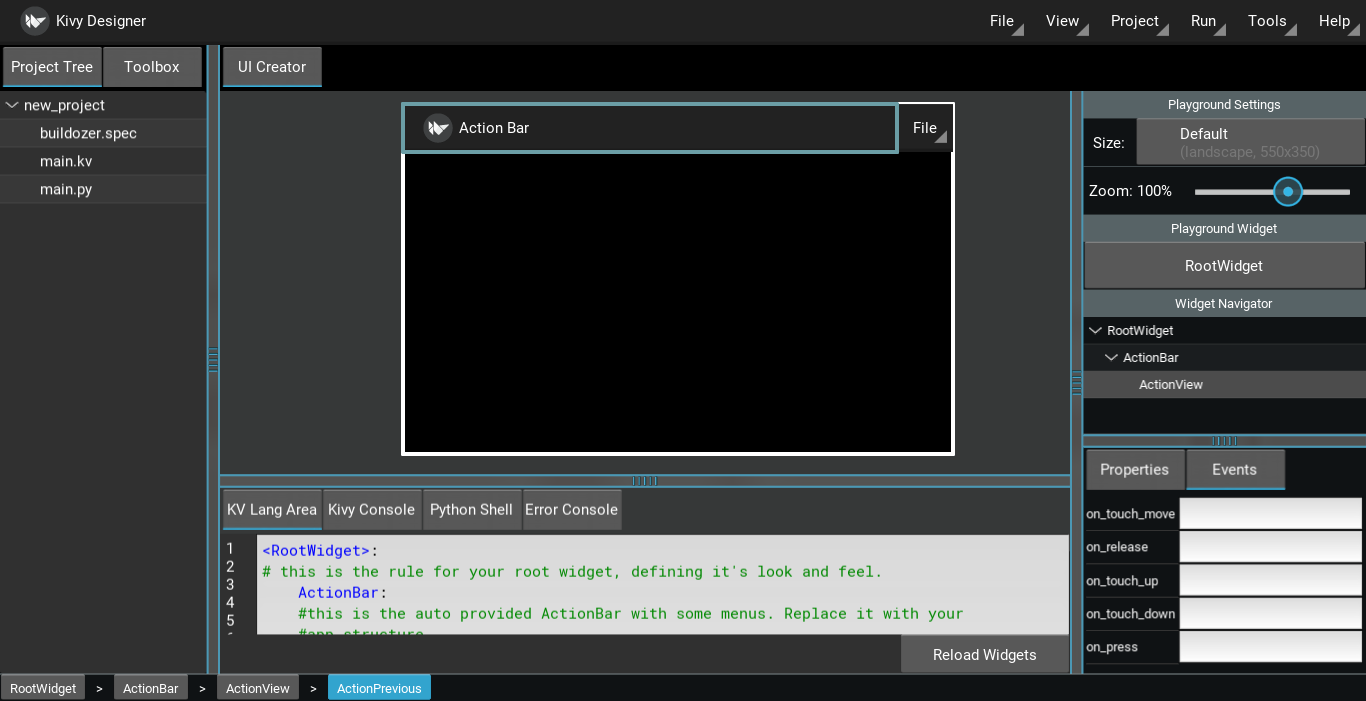 Kivy Designer
File View Project Run Tools Help
Project Tree Toolbox
new_project
buildozer.spec
main.kv
main.py
UI Creator
Action Bar File
KV Lang Area Kivy Console Python Shell Error Console
1 <RootWidget>:
2 # this is the rule for your root widget, defining it's look and feel.
3 ActionBar:
4 #this is the auto provided ActionBar with some menus. Replace it with your
5 #app structure
Reload Widgets
Playground Settings
Size: Default
(landscape, 550x350)
Zoom: 100%
Playground Widget
RootWidget
Widget Navigator
RootWidget
ActionBar
ActionView
Properties Events
on_touch_move
on_release
on_touch_up
on_touch_down
on_press
RootWidget > ActionBar > ActionView > ActionPrevious